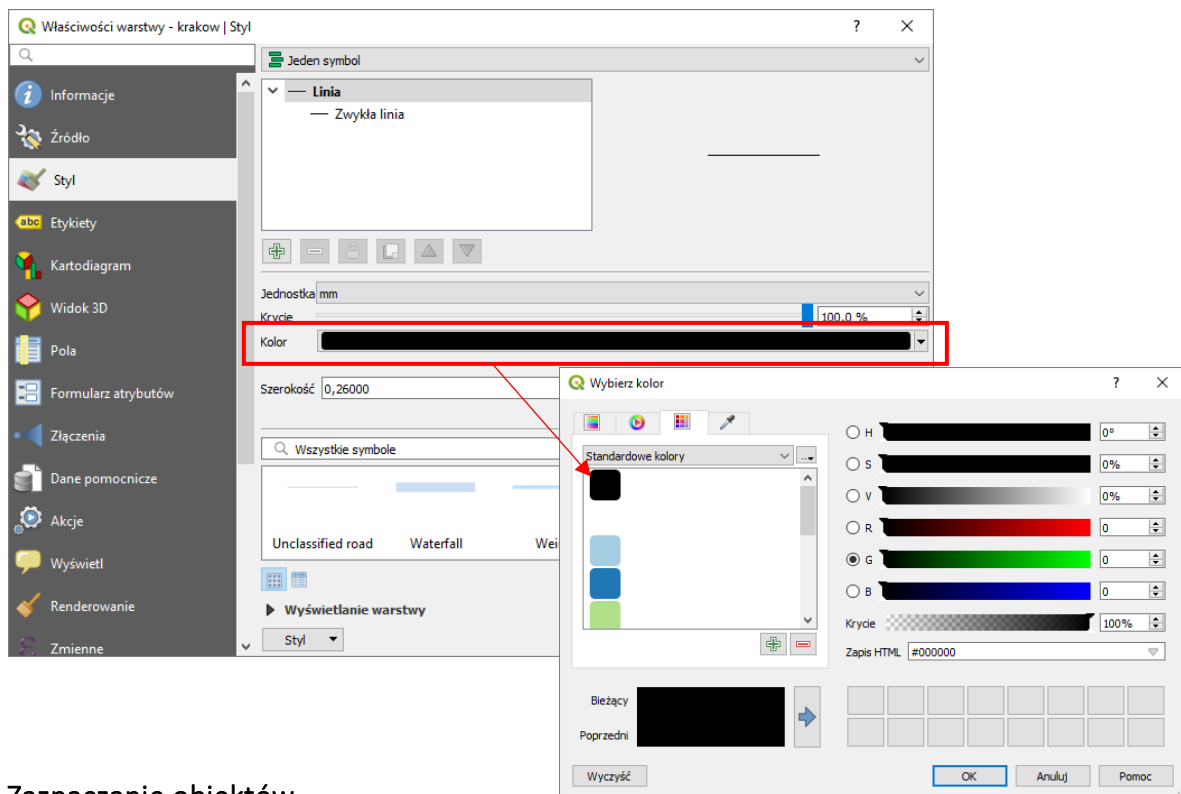 Właściwości warstwy - krakow | Styl
?
Jeden symbol
Informacje
Źródło
Styl
Etykiety
Kartodiagram
Widok 3D
Pola
Formularz atrybutów
Złączenia
Dane pomocnicze
Akcje
Wyświetl
Renderowanie
Zmienne
Linia
Zwykła linia
Jednostka mm
Krycie 100,0 %
Kolor
Szerokość 0,26000
Wszystkie symbole
Unclassified road Waterfall Wei
Wyświetlanie warstwy
Styl
Wybierz kolor
?
Standardowe kolory
H 0°
S 0%
V 0%
R 0
G 0
B 0
Krycie 100%
Zapis HTML #000000
Bieżący
Poprzedni
Wyczyść OK Anuluj Pomoc
Zaznaczanie obiektów